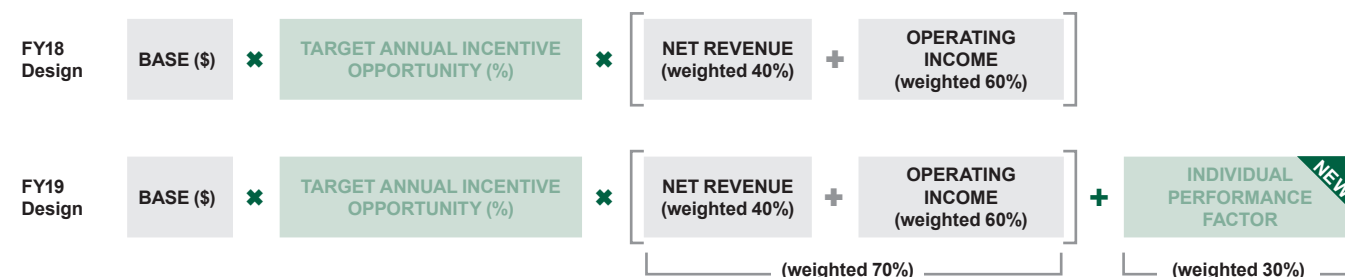 FY18
Design
BASE ($)
✖
TARGET ANNUAL INCENTIVE
OPPORTUNITY (%)
✖
NET REVENUE
(weighted 40%)
+
OPERATING
INCOME
(weighted 60%)
FY19
Design
BASE ($)
✖
TARGET ANNUAL INCENTIVE
OPPORTUNITY (%)
✖
NET REVENUE
(weighted 40%)
+
OPERATING
INCOME
(weighted 60%)
+
INDIVIDUAL
PERFORMANCE
FACTOR
NEW
(weighted 70%)
(weighted 30%)